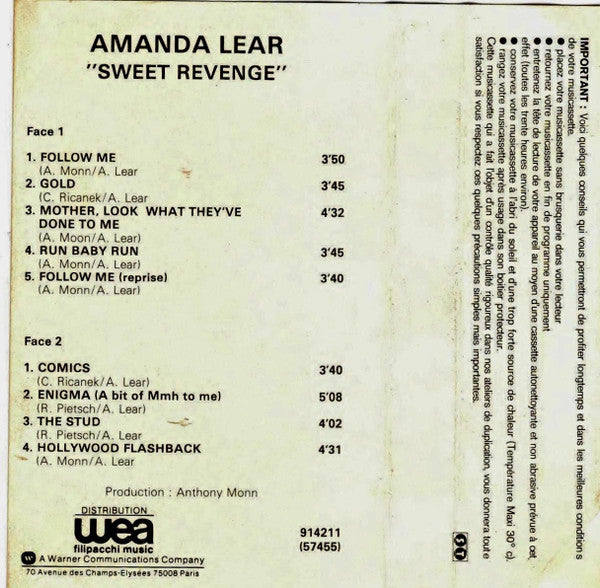 AMANDA LEAR
"SWEET REVENGE"
Face 1
1. FOLLOW ME 3'50
(A. Monn/A. Lear
2. GOLD 3'45
(C. Ricanek/A. Lear
3. MOTHER, LOOK WHAT THEY'VE 4'32
DONE TO ME
(A. Moon/A. Lear)
4. RUN BABY RUN 3'45
(A. Monn/A. Lear)
5. FOLLOW ME (reprise) 3'40
(A. Monn/A. Lear)
Face 2
1. COMICS 3'40
(C. Ricanek/A. Lear)
2. ENIGMA (A bit of Mmh to me) 5'08
(R. Pietsch/A. Lear)
3. THE STUD 4'02
(R. Pietsch/A. Lear
4. HOLLYWOOD FLASHBACK 4'31
(A. Monn/A. Lear
Production : Anthony Monn
DISTRIBUTION
wea
filipacchi music
A Warner Communications Company
70 Avenue des Champs-Elysées 75008 Paris
914211
(57455)
IMPORTANT : Voici quelques conseils qui vous permettront de profiter longtemps et dans les meilleures conditions
de votre musicassette.
● placez votre musicassette sans brusquerie dans votre lecteur
● retournez votre musicassette en fin de programme uniquement
● entretenez la tête de lecture de votre appareil au moyen d'une cassette autonettoyante et non abrasive prévue à cet
effet (toutes les trente heures environ).
● conservez votre musicassette à l'abri du soleil et d'une trop forte source de chaleur (Température Maxi 30° c).
● rangez votre musicassette après usage dans son boitier protecteur.
Cette musicassette qui a fait l'objet d'un contrôle qualité rigoureux dans nos ateliers de duplication, vous donnera toute
satisfaction si vous respectez ces quelques précautions simples mais importantes.